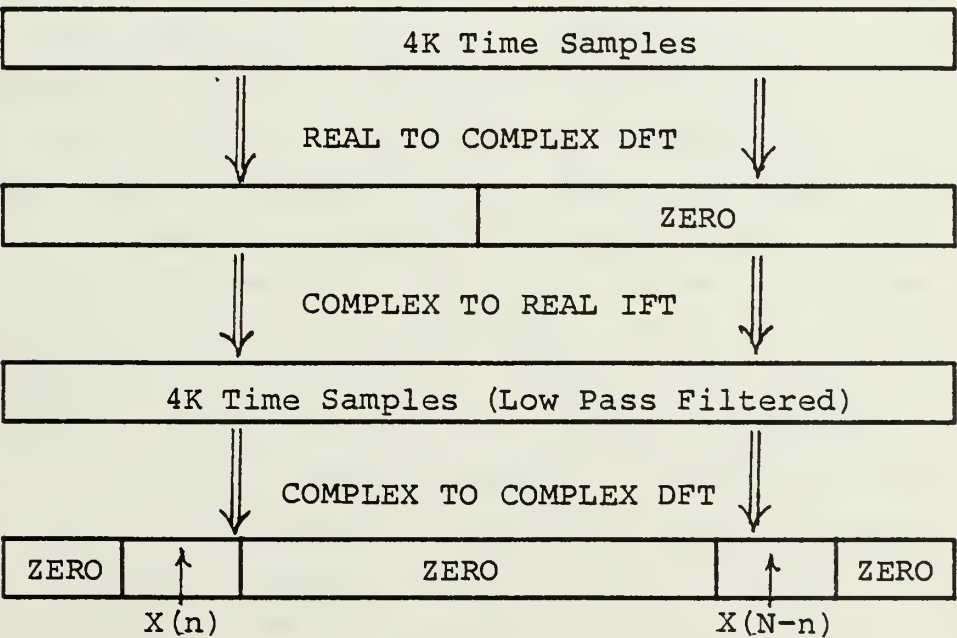 4K Time Samples
REAL TO COMPLEX DFT
ZERO
COMPLEX TO REAL IFT
4K Time Samples (Low Pass Filtered)
COMPLEX TO COMPLEX DFT
ZERO ZERO ZERO
X(n) X(N-n)